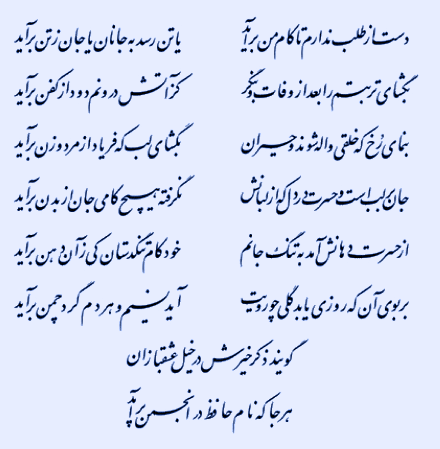 دست از طلب ندارم تا کام من برآید یا تن رسد به جانان یا جان ز تن برآید
بگشای تربتم را بعد از وفات و بنگر کز آتش درونم دود از کفن برآید
بنمای رخ که خلقی واله شوند و حیران بگشای لب که فریاد از مرد و زن برآید
جان بر لب است و حسرت در دل که از لبانش نگرفته هیچ کامی جان از بدن برآید
از حسرت دهانش آمد به تنگ جانم خود کام تنگدستان کی زآن دهن برآید
بر بوی آن که روزی یابد گلی چو رویت آید نسیم و هر دم گرد چمن برآید
گویند ذکر خیرش در خیل عشقبازان
هر جا که نام حافظ در انجمن برآید